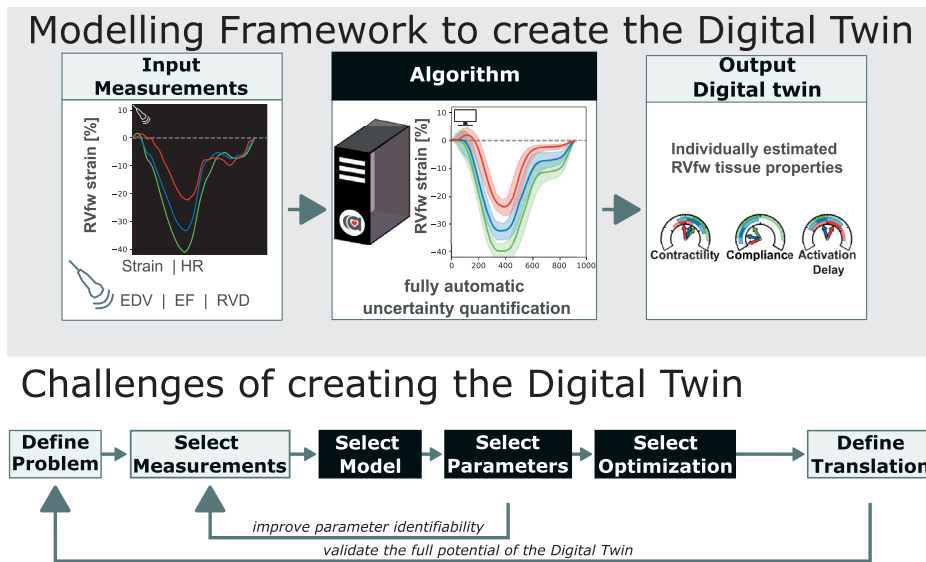 Modelling Framework to create the Digital Twin
Input
Measurements
RVfw strain [%]
10
0
−10
−20
−30
−40
Strain | HR
EDV | EF | RVD
Algorithm
RVfw strain [%]
10
0
−10
−20
−30
−40
0 200 400 600 800 1000
fully automatic
uncertainty quantification
Output
Digital twin
Individually estimated
RVfw tissue properties
Contractility
Compliance
Activation
Delay
Challenges of creating the Digital Twin
Define
Problem
Select
Measurements
Select
Model
Select
Parameters
Select
Optimization
Define
Translation
improve parameter identifiability
validate the full potential of the Digital Twin